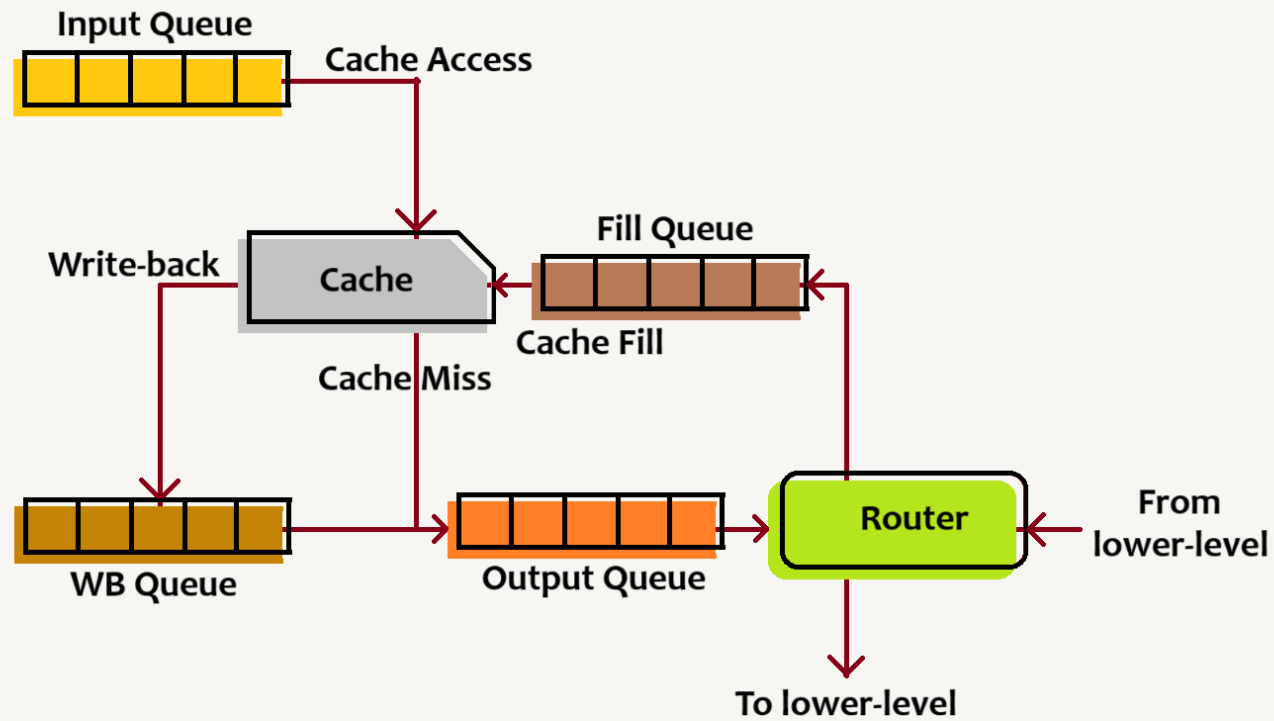 Input Queue
Cache Access
Fill Queue
Write-back
Cache
Cache Fill
Cache Miss
From
lower-level
Router
WB Queue
Output Queue
To lower-level